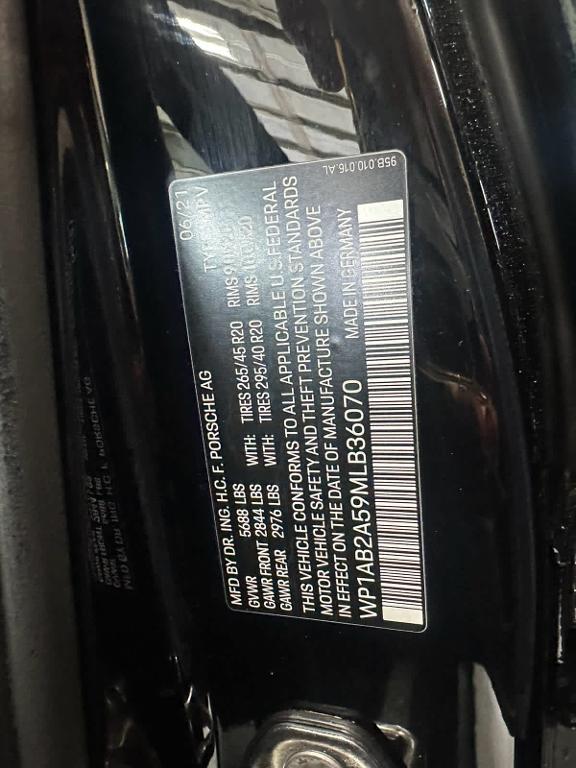 06/21
MFD BY DR. ING. H.C. F. PORSCHE AG
GVWR 5688 LBS
GAWR FRONT 2844 LBS WITH: TIRES 265/45 R20 RIMS
GAWR REAR 2976 LBS WITH: TIRES 295/40 R20 RIMS
THIS VEHICLE CONFORMS TO ALL APPLICABLE U.S. FEDERAL
MOTOR VEHICLE SAFETY AND THEFT PREVENTION STANDARDS
IN EFFECT ON THE DATE OF MANUFACTURE SHOWN ABOVE
WP1AB2A59MLB36070 MADE IN GERMANY
95B.010.016.AL